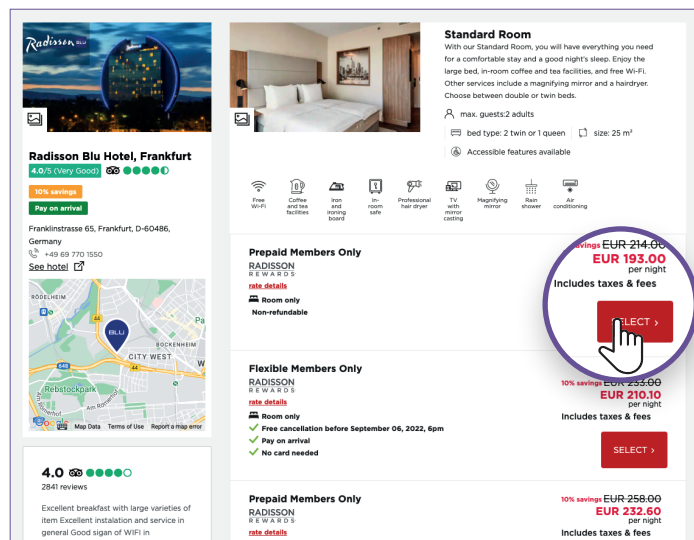 Radisson BLU
Radisson Blu Hotel, Frankfurt
4.0/5 (Very Good)
10% savings
Pay on arrival
Franklinstrasse 65, Frankfurt, D-60486,
Germany
+49 69 770 1550
See hotel
RÖDELHEIM
44
Pa
BLU
BOCKENHEIM
CITY WEST
W
648
44
Rebstockpark
Am Römerhof
Am Römerhof
Google
Map Data
Terms of Use
Report a map error
4.0
2841 reviews
Excellent breakfast with large varieties of
item Excellent instalation and service in
general Good sigan of WIFI in
Standard Room
With our Standard Room, you will have everything you need
for a comfortable stay and a good night's sleep. Enjoy the
large bed, in-room coffee and tea facilities, and free Wi-Fi.
Other services include a magnifying mirror and a hairdryer.
Choose between double or twin beds.
max. guests:2 adults
bed type: 2 twin or 1 queen
size: 25 m²
Accessible features available
Free Wi-Fi
Coffee and tea facilities
Iron and ironing board
In-room safe
Professional hair dryer
TV with mirror casting
Magnifying mirror
Rain shower
Air conditioning
Prepaid Members Only
RADISSON
REWARDS
rate details
Room only
Non-refundable
savings EUR 214.00
EUR 193.00
per night
Includes taxes & fees
SELECT >
Flexible Members Only
RADISSON
REWARDS
rate details
Room only
Free cancellation before September 06, 2022, 6pm
Pay on arrival
No card needed
10% savings EUR 233.00
EUR 210.10
per night
Includes taxes & fees
SELECT >
Prepaid Members Only
RADISSON
REWARDS
rate details
10% savings EUR 258.00
EUR 232.60
per night
Includes taxes & fees